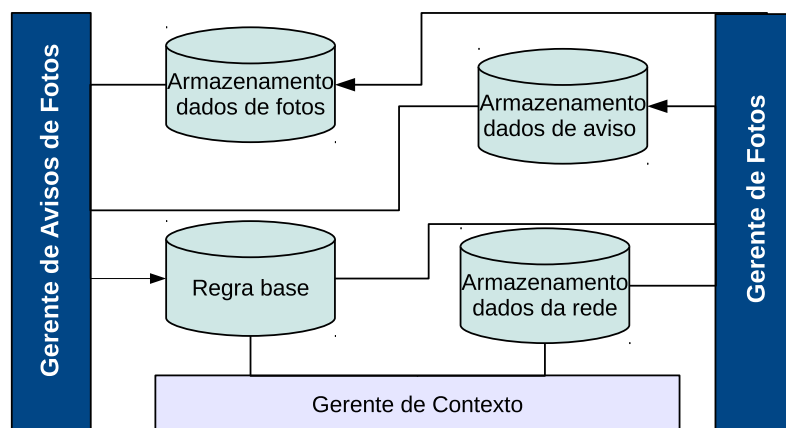 Gerente de Avisos de Fotos
Armazenamento
dados de fotos
Armazenamento
dados de aviso
Regra base
Armazenamento
dados da rede
Gerente de Contexto
Gerente de Fotos